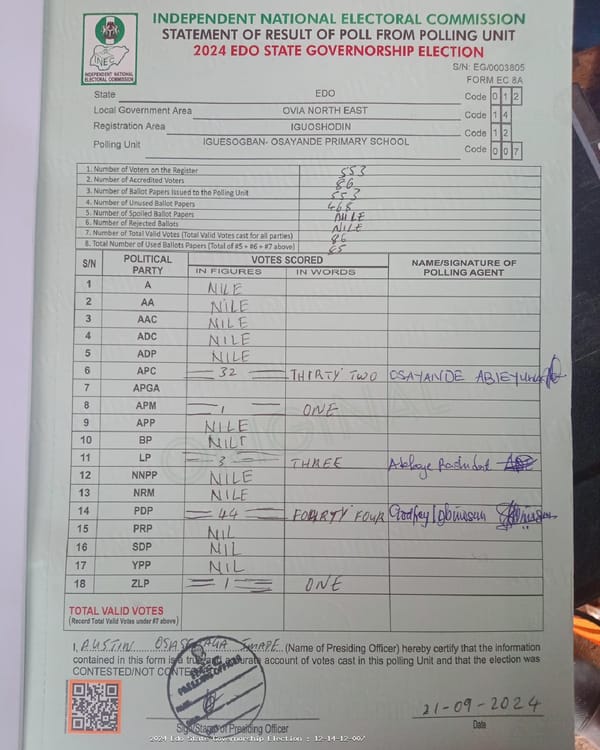 INDEPENDENT NATIONAL ELECTORAL COMMISSION
STATEMENT OF RESULT OF POLL FROM POLLING UNIT
2024 EDO STATE GOVERNORSHIP ELECTION
INEC
INDEPENDENT NATIONAL
ELECTORAL COMMISSION
S/N: EG/0003805
FORM EC 8A
State EDO Code 0 1 2
Local Government Area OVIA NORTH EAST Code 1 4
Registration Area IGUOSHODIN Code 1 2
Polling Unit IGUESOGBAN- OSAYANDE PRIMARY SCHOOL Code 0 0 7
1. Number of Voters on the Register 553
2. Number of Accredited Voters 86
3. Number of Ballot Papers Issued to the Polling Unit 553
4. Number of Unused Ballot Papers 468
5. Number of Spoiled Ballot Papers NILE
6. Number of Rejected Ballots NILE
7. Number of Total Valid Votes (Total Valid Votes cast for all parties) 86
8. Total Number of Used Ballots Papers (Total of #5 + #6 + #7 above) 85
S/N POLITICAL PARTY VOTES SCORED NAME/SIGNATURE OF POLLING AGENT
IN FIGURES IN WORDS
1 A NILE
2 AA NILE
3 AAC NILE
4 ADC NILE
5 ADP NILE
6 APC 32 THIRTY TWO OSAYANDE
7 APGA
8 APM 1 ONE
9 APP NILE
10 BP NILT
11 LP 3 THREE
12 NNPP NILE
13 NRM NILE
14 PDP 44 FOURTY FOUR Godfrey
15 PRP NIL
16 SDP NIL
17 YPP NIL
18 ZLP 1 ONE
TOTAL VALID VOTES
(Record Total Valid Votes under #7 above)
I, AUSTIN (Name of Presiding Officer) hereby certify that the information
contained in this form is a true and accurate account of votes cast in this polling Unit and that the election was
CONTESTED/NOT CONTESTED
21-09-2024
Sign/Stamp of Presiding Officer Date
2024 Edo State Governorship Election : 12-14-12-007